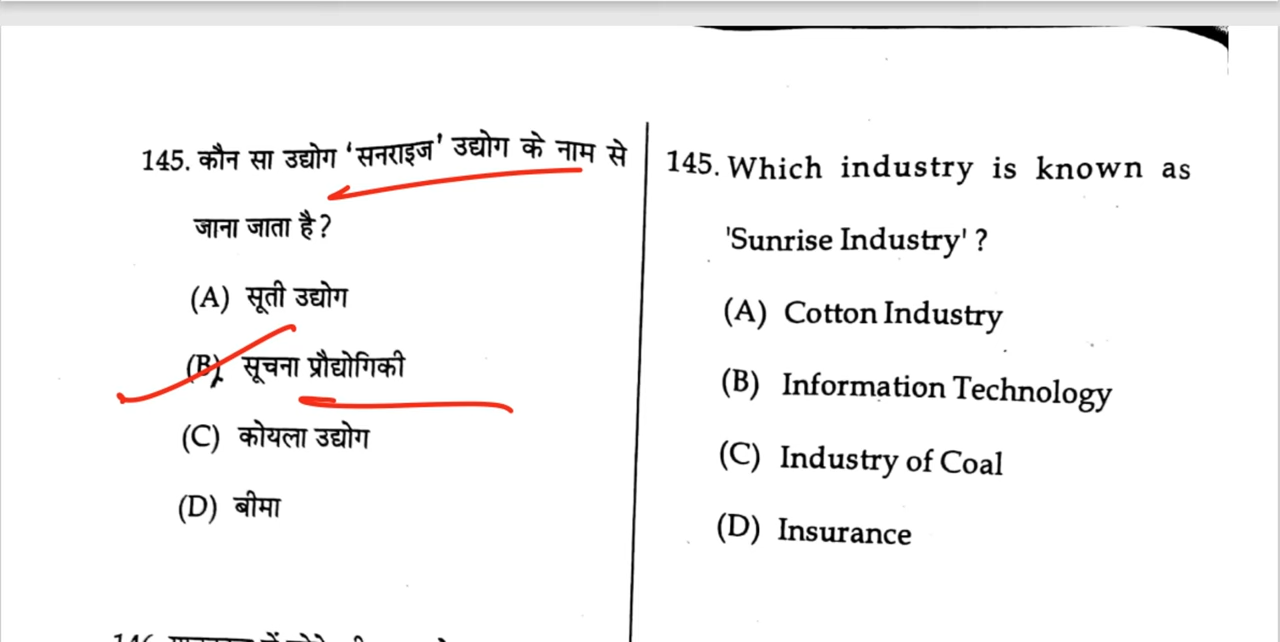 145. कौन सा उद्योग 'सनराइज' उद्योग के नाम से
जाना जाता है?
(A) सूती उद्योग
(B) सूचना प्रौद्योगिकी
(C) कोयला उद्योग
(D) बीमा
145. Which industry is known as
'Sunrise Industry' ?
(A) Cotton Industry
(B) Information Technology
(C) Industry of Coal
(D) Insurance
146.